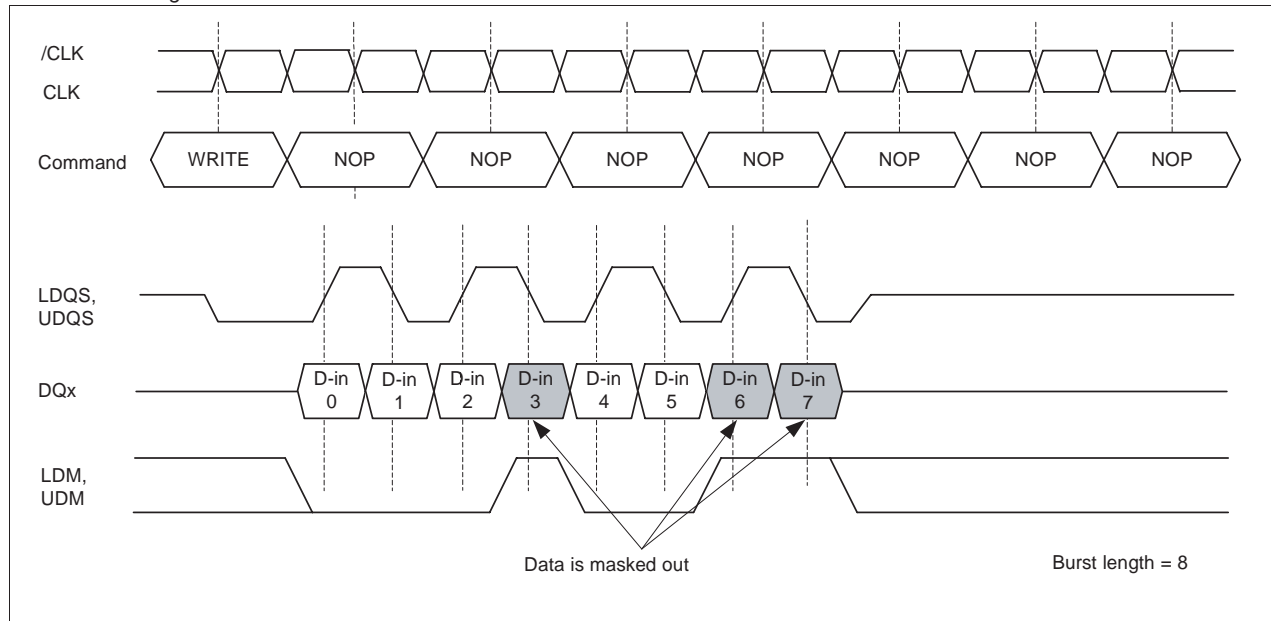 /CLK
CLK
Command WRITE NOP NOP NOP NOP NOP NOP NOP
LDQS,
UDQS
DQx
D-in D-in D-in D-in D-in D-in D-in D-in
0 1 2 3 4 5 6 7
LDM,
UDM
Data is masked out
Burst length = 8